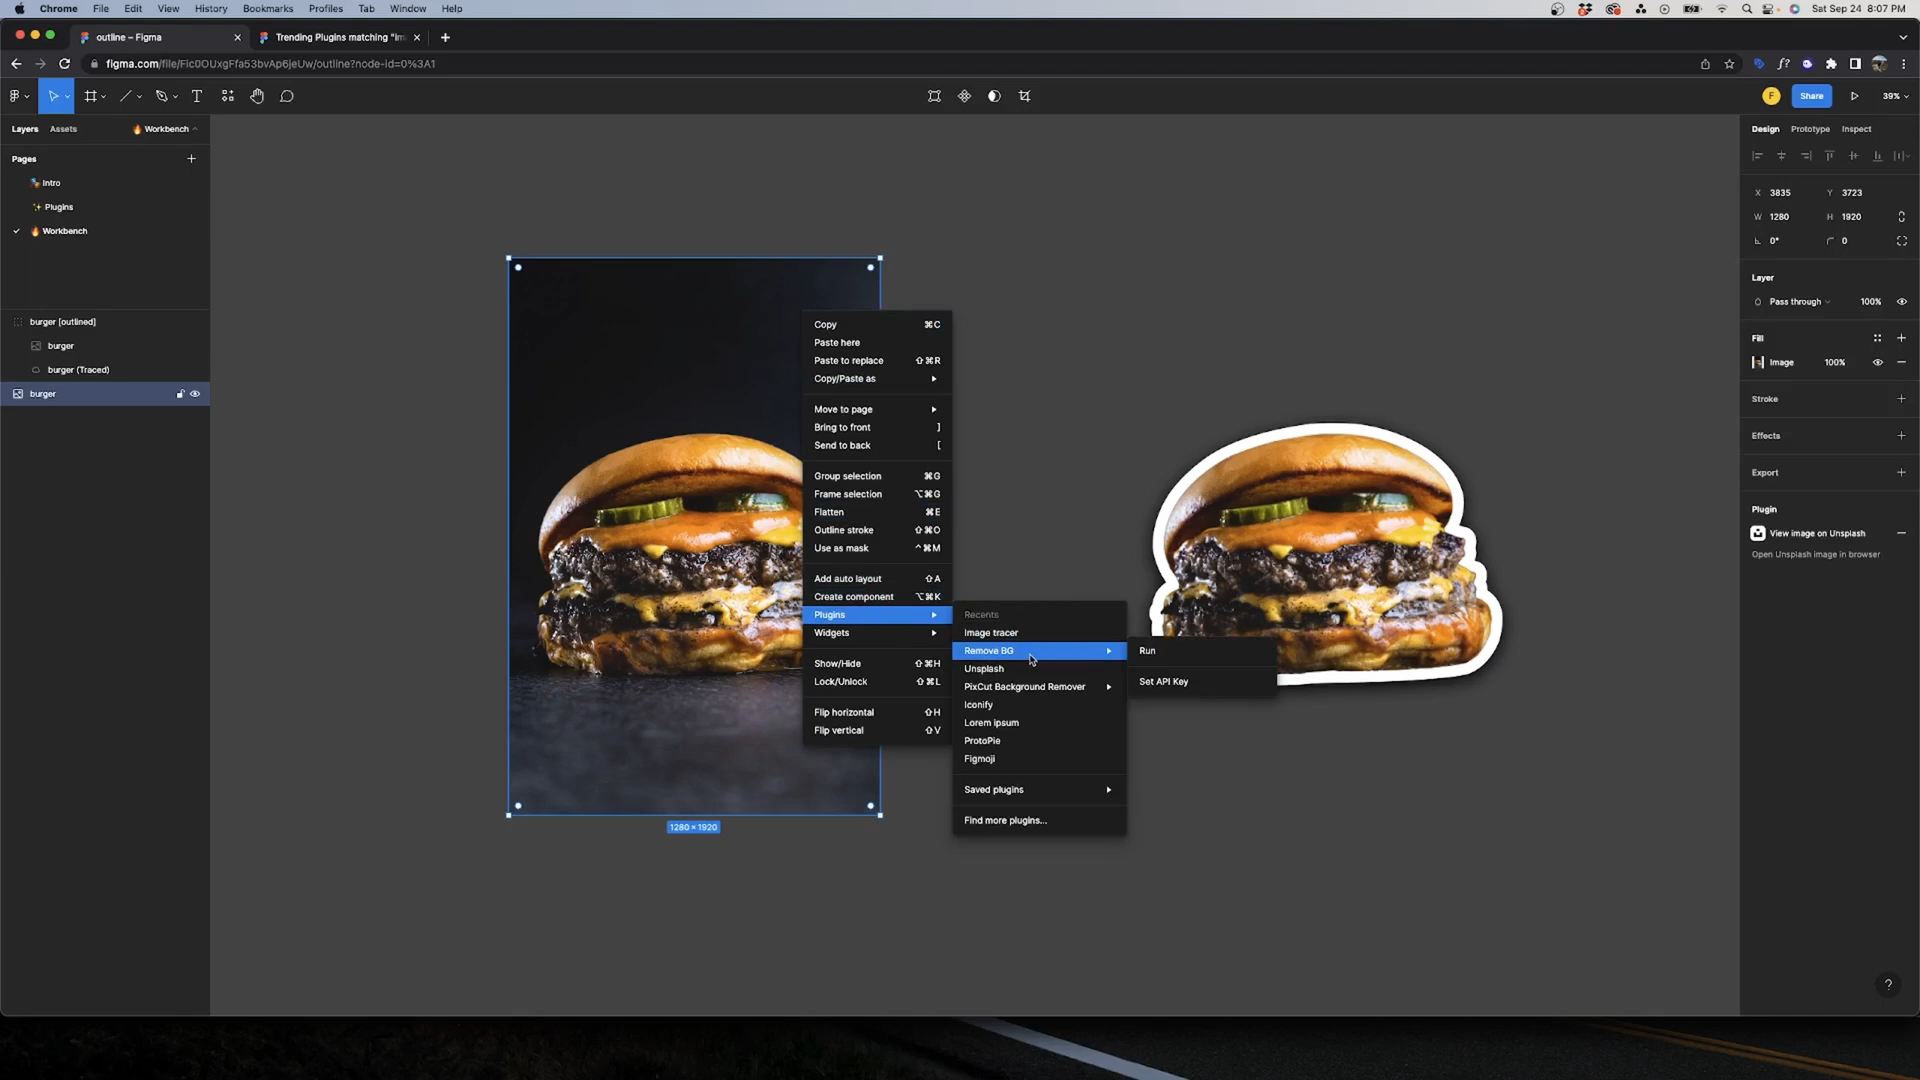 Chrome File Edit View History Bookmarks Profiles Tab Window Help
Sat Sep 24 8:07 PM
outline – Figma
Trending Plugins matching "im
figma.com/file/Fic0OUxgFfa53bvAp6jeUw/outline?node-id=0%3A1
F
Share
39%
Layers
Assets
Workbench
Pages
Intro
Plugins
Workbench
burger [outlined]
burger
burger (Traced)
burger
Copy ⌘C
Paste here
Paste to replace ⇧⌘R
Copy/Paste as
Move to page
Bring to front ]
Send to back [
Group selection ⌘G
Frame selection ⌥⌘G
Flatten ⌘E
Outline stroke ⇧⌘O
Use as mask ^⌘M
Add auto layout ⇧A
Create component ⌥⌘K
Plugins
Widgets
Show/Hide ⇧⌘H
Lock/Unlock ⇧⌘L
Flip horizontal ⇧H
Flip vertical ⇧V
Recents
Image tracer
Remove BG
Unsplash
PixCut Background Remover
Iconify
Lorem ipsum
ProtoPie
Figmoji
Saved plugins
Find more plugins...
Run
Set API Key
1280 × 1920
Design
Prototype
Inspect
X 3835 Y 3723
W 1280 H 1920
0° 0
Layer
Pass through 100%
Fill
Image 100%
Stroke
Effects
Export
Plugin
View image on Unsplash
Open Unsplash image in browser
?